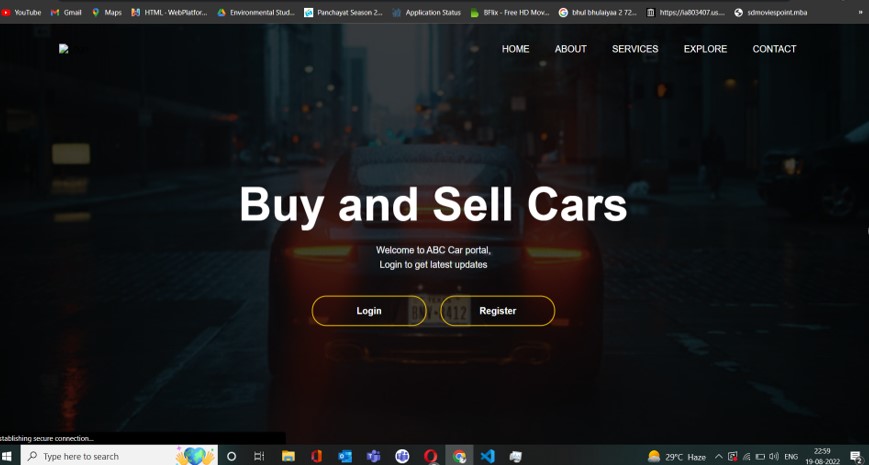 YouTube Gmail Maps HTML - WebPlatfor... Environmental Stud... Panchayat Season 2... Application Status BFlix - Free HD Mov... bhul bhulaiyaa 2 72... https://ia803407.us.... sdmoviespoint.mba »
HOME ABOUT SERVICES EXPLORE CONTACT
Buy and Sell Cars
Welcome to ABC Car portal,
Login to get latest updates
Login Register
stablishing secure connection...
Type here to search 29°C Haze ENG 22:59
19-08-2022